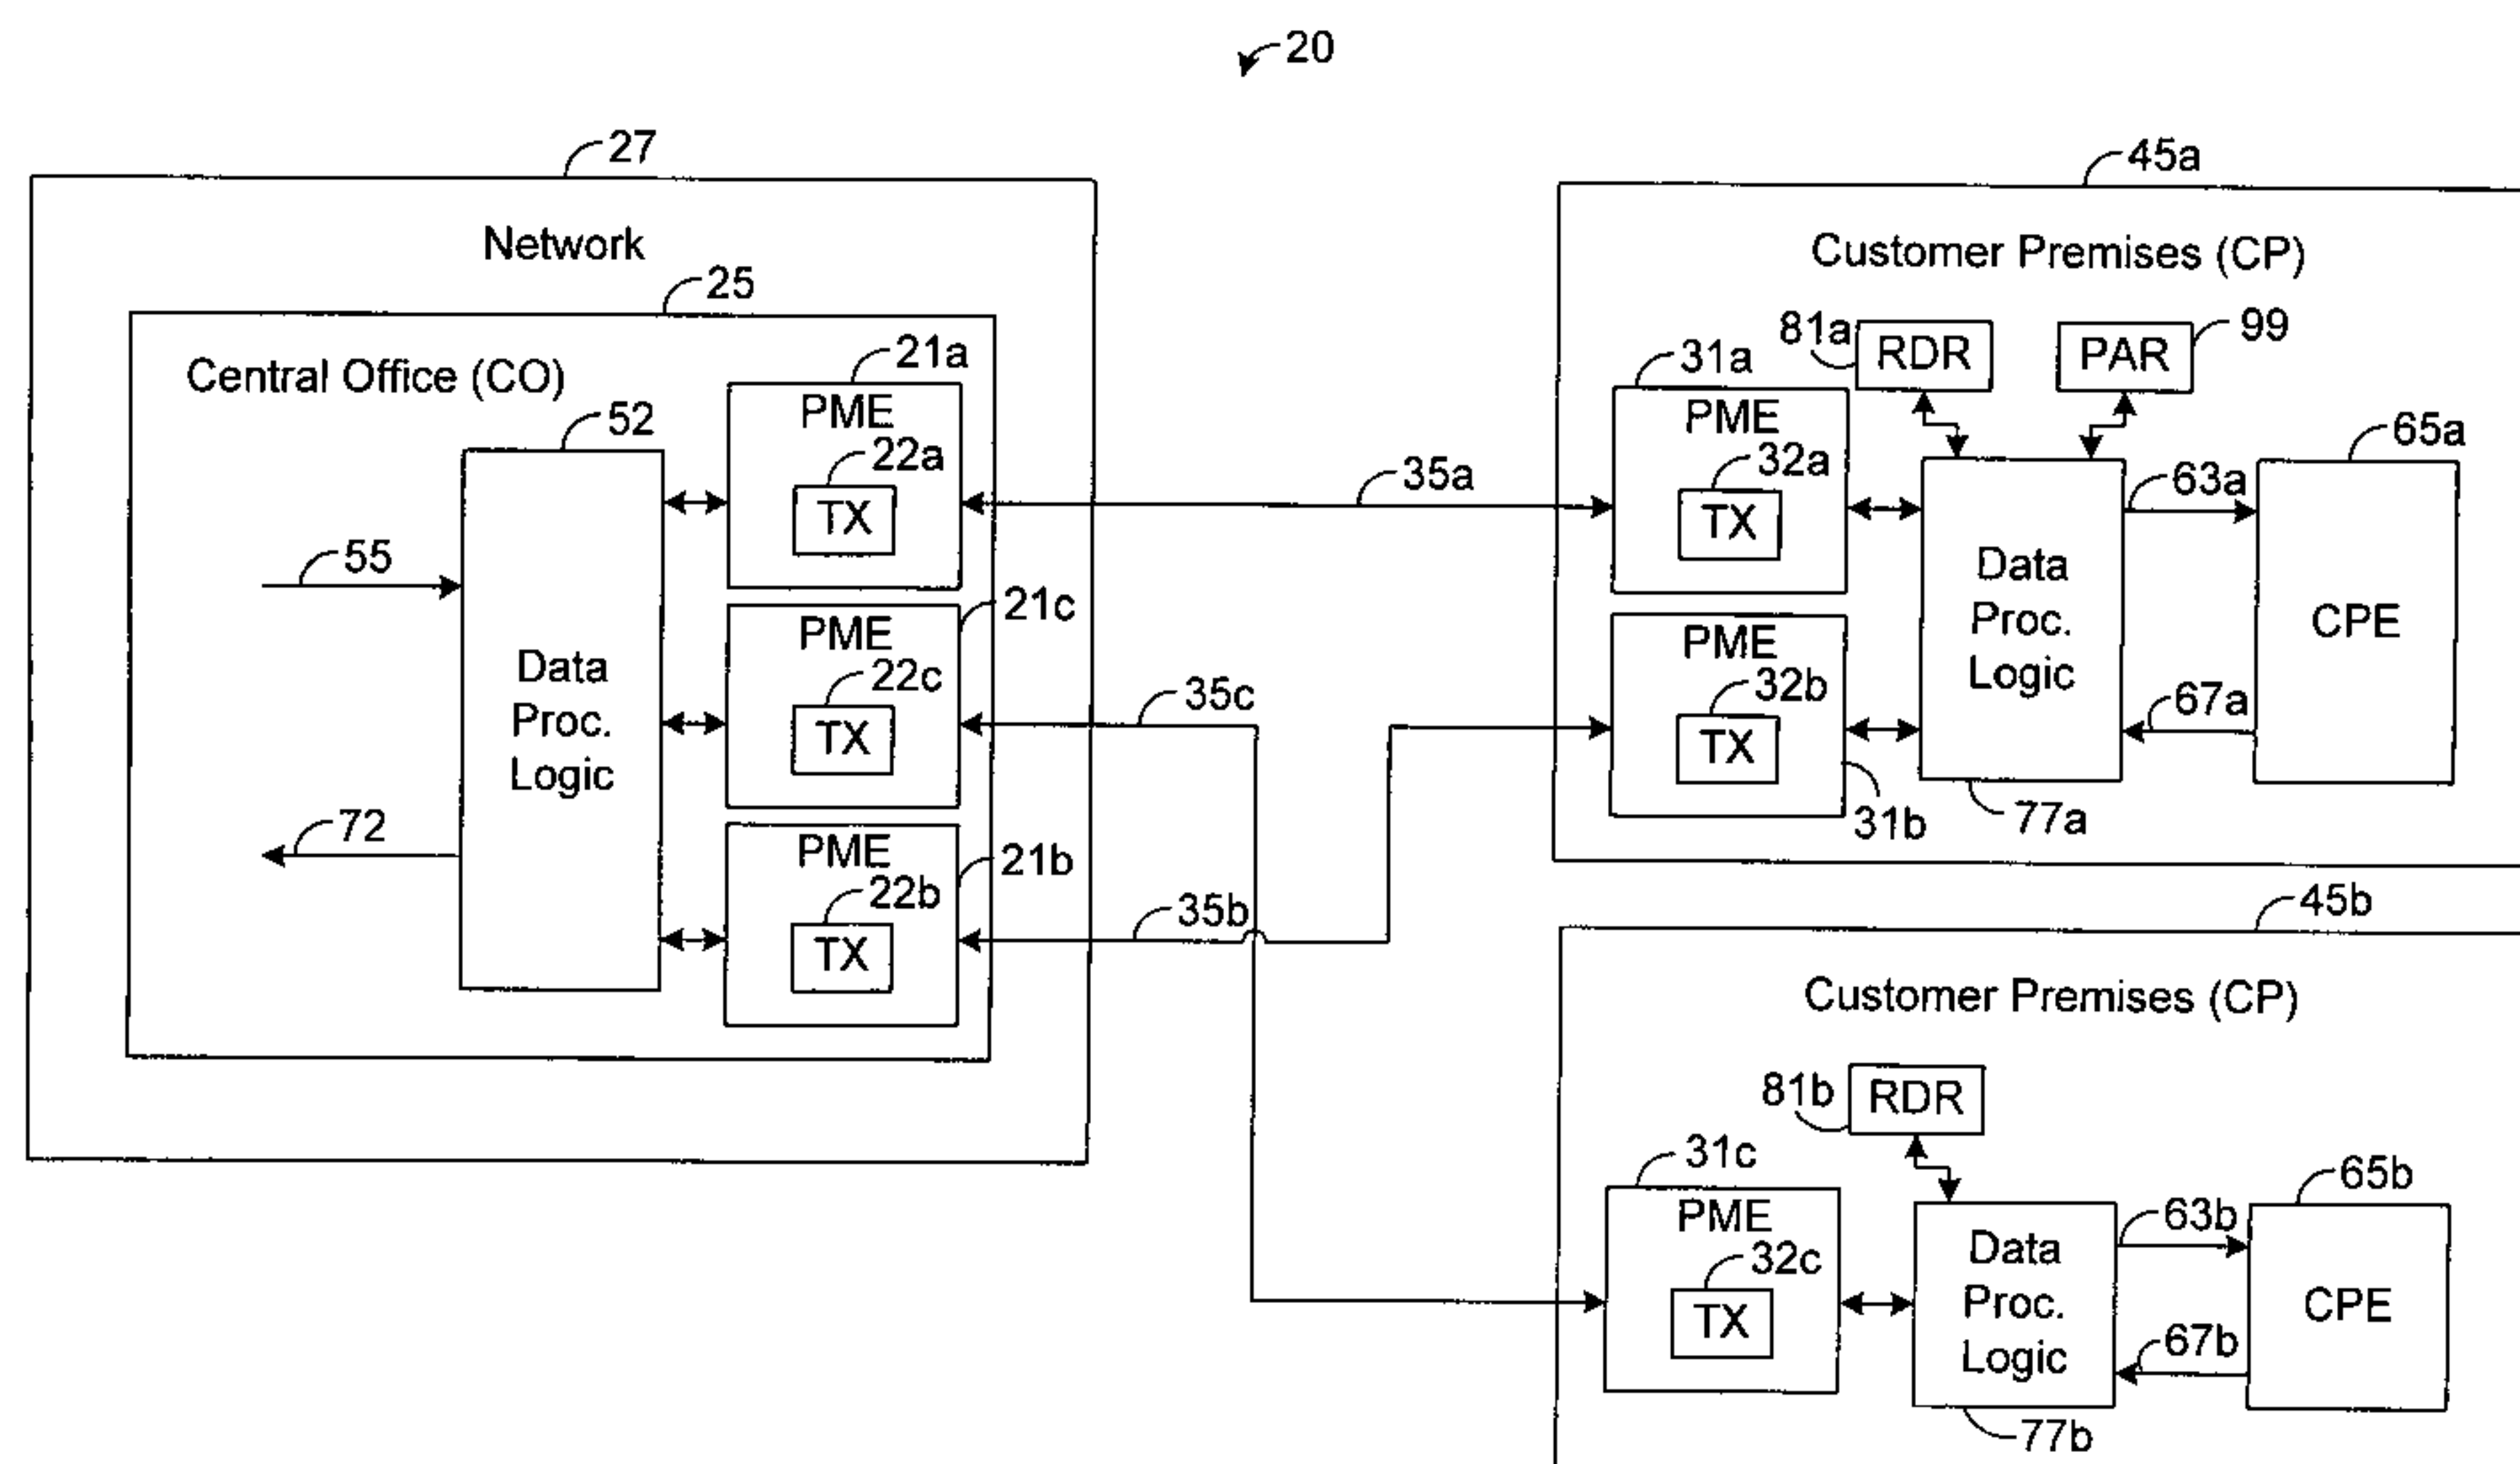 20
27
Network
25
Central Office (CO)
52
55
72
Data
Proc.
Logic
21a
PME
22a
TX
21c
PME
22c
TX
21b
PME
22b
TX
35a
35c
35b
45a
Customer Premises (CP)
81a
RDR
PAR
99
31a
PME
32a
TX
PME
32b
TX
31b
Data
Proc.
Logic
77a
63a
67a
65a
CPE
45b
Customer Premises (CP)
81b
RDR
31c
PME
32c
TX
Data
Proc.
Logic
77b
63b
67b
65b
CPE